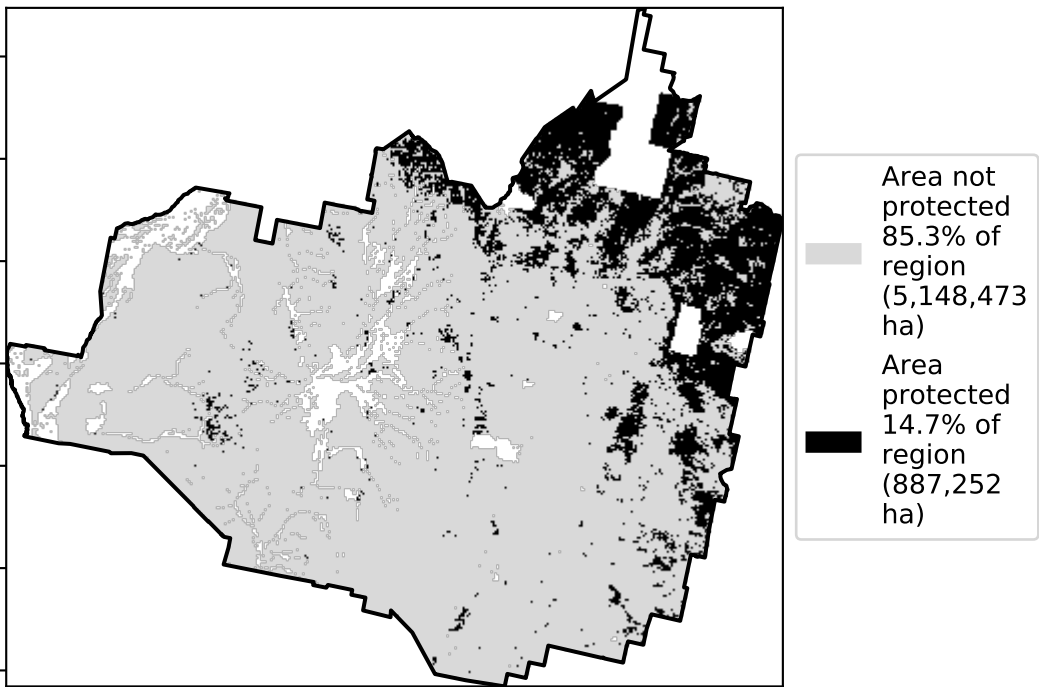 Area not
protected
85.3% of
region
(5,148,473
ha)
Area
protected
14.7% of
region
(887,252
ha)